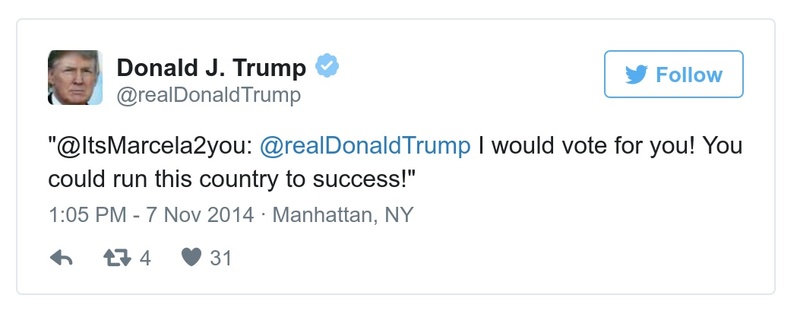 Donald J. Trump
@realDonaldTrump
Follow
"@ItsMarcela2you: @realDonaldTrump I would vote for you! You
could run this country to success!"
1:05 PM - 7 Nov 2014 · Manhattan, NY
4 31